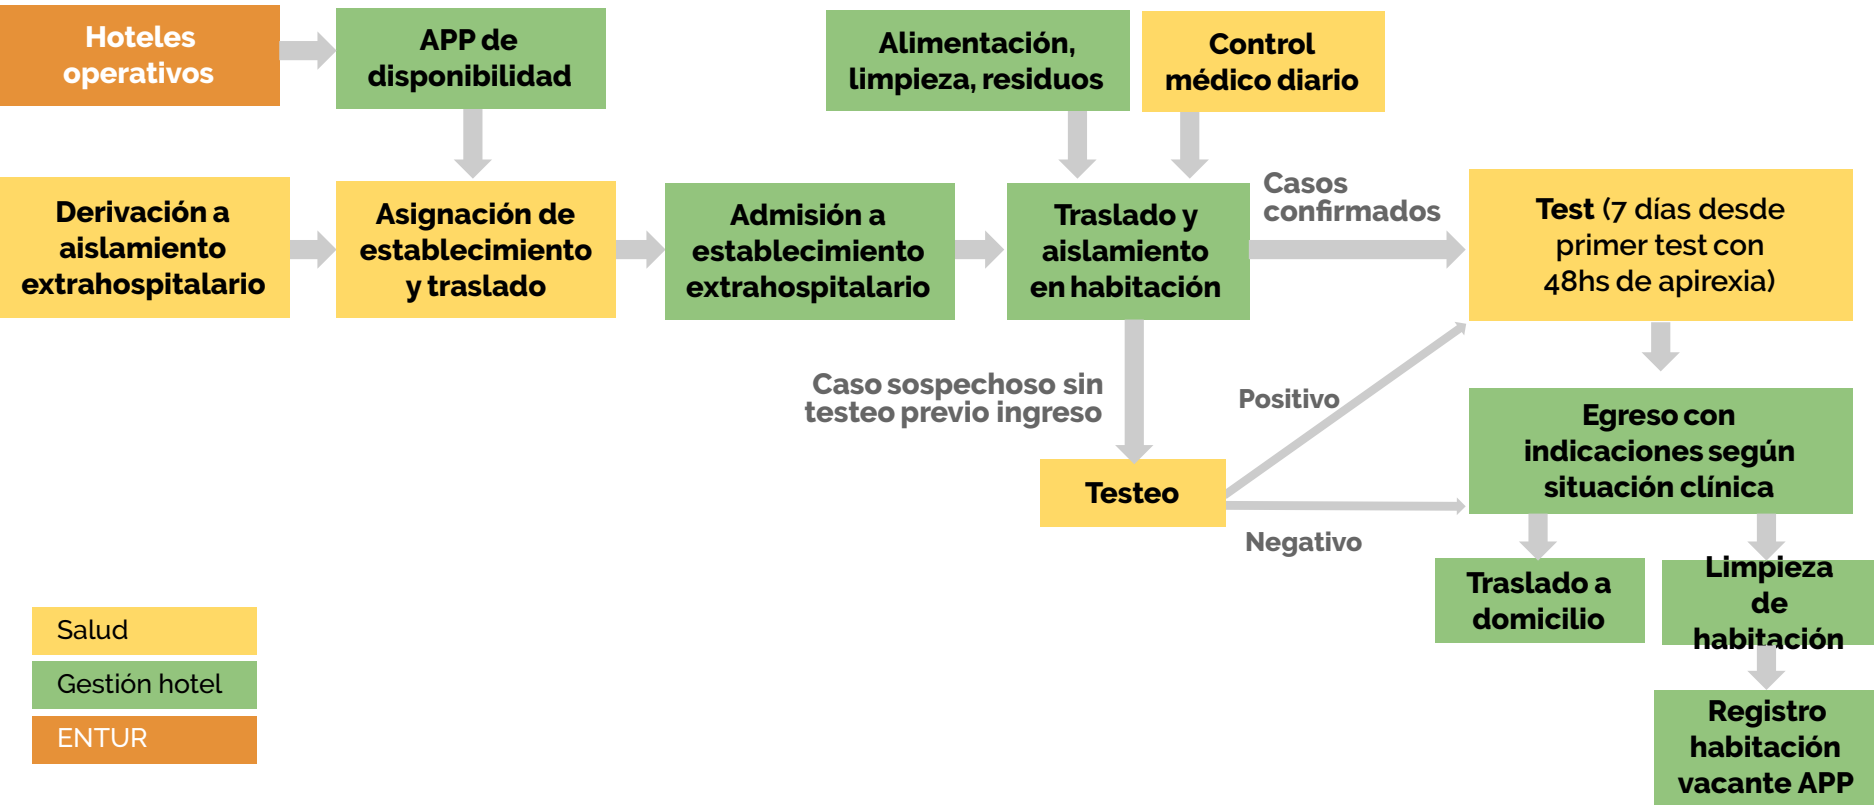 Hoteles
operativos
APP de
disponibilidad
Alimentación,
limpieza, residuos
Control
médico diario
Derivación a
aislamiento
extrahospitalario
Asignación de
establecimiento
y traslado
Admisión a
establecimiento
extrahospitalario
Traslado y
aislamiento
en habitación
Casos
confirmados
Test (7 días desde
primer test con
48hs de apirexia)
Caso sospechoso sin
testeo previo ingreso
Positivo
Testeo
Negativo
Egreso con
indicaciones según
situación clínica
Traslado a
domicilio
Limpieza
de
habitación
Registro
habitación
vacante APP
Salud
Gestión hotel
ENTUR